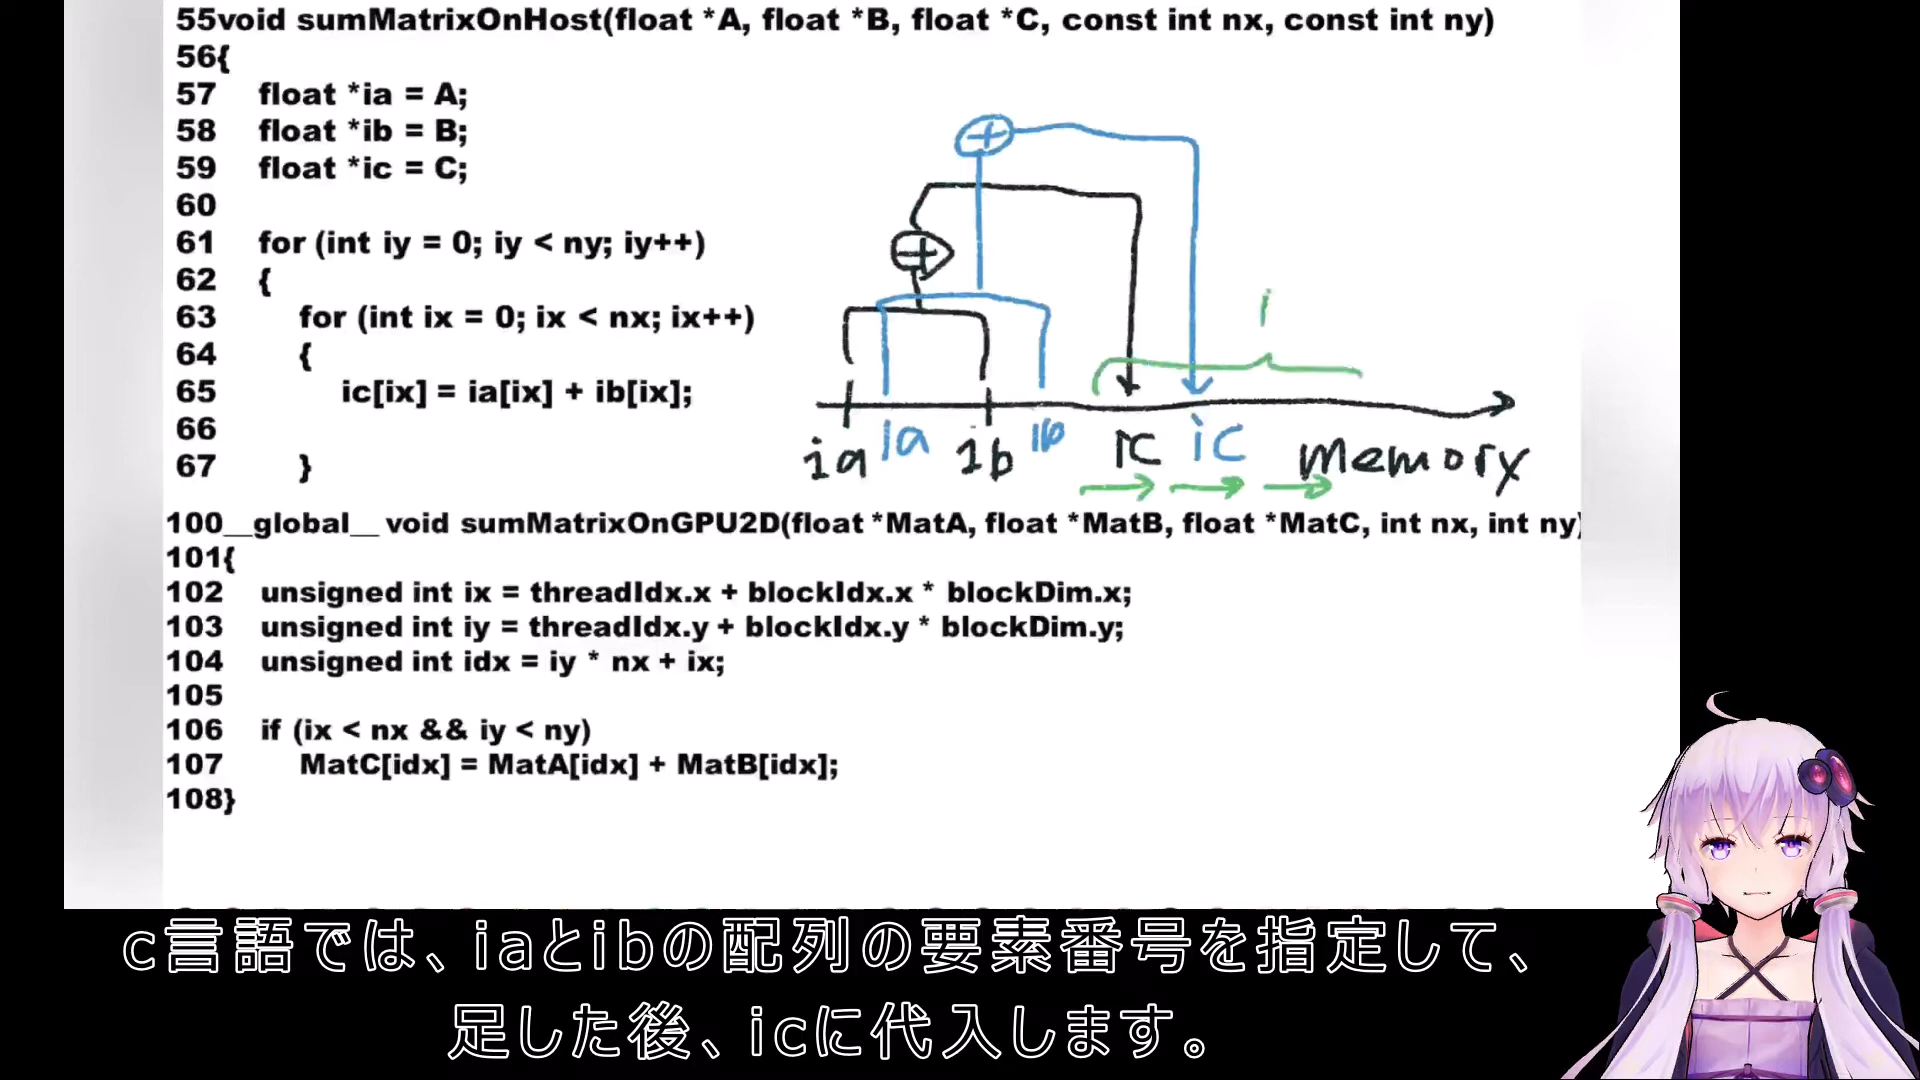 55void sumMatrixOnHost(float *A, float *B, float *C, const int nx, const int ny)
56{
57 float *ia = A;
58 float *ib = B;
59 float *ic = C;
60
61 for (int iy = 0; iy < ny; iy++)
62 {
63 for (int ix = 0; ix < nx; ix++)
64 {
65 ic[ix] = ia[ix] + ib[ix];
66
67 }
i
ia ia ib ib ic ic memory
100__global__ void sumMatrixOnGPU2D(float *MatA, float *MatB, float *MatC, int nx, int ny)
101{
102 unsigned int ix = threadIdx.x + blockIdx.x * blockDim.x;
103 unsigned int iy = threadIdx.y + blockIdx.y * blockDim.y;
104 unsigned int idx = iy * nx + ix;
105
106 if (ix < nx && iy < ny)
107 MatC[idx] = MatA[idx] + MatB[idx];
108}
c言語では、iaとibの配列の要素番号を指定して、
足した後、icに代入します。